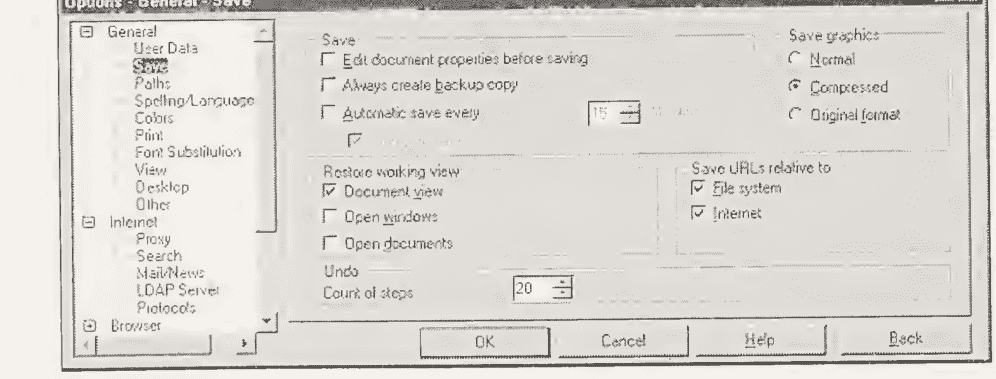 Options - General - Save
General
User Data
Save
Paths
Spelling/Language
Colors
Print
Font Substitution
View
Desktop
Other
Internet
Proxy
Search
Mail/News
LDAP Server
Protocols
Browser
Save
Edit document properties before saving
Always create backup copy
Automatic save every
15
Save graphics
Normal
Compressed
Original format
Restore working view
Document view
Open windows
Open documents
Save URLs relative to
File system
Internet
Undo
Count of steps
20
OK
Cancel
Help
Back